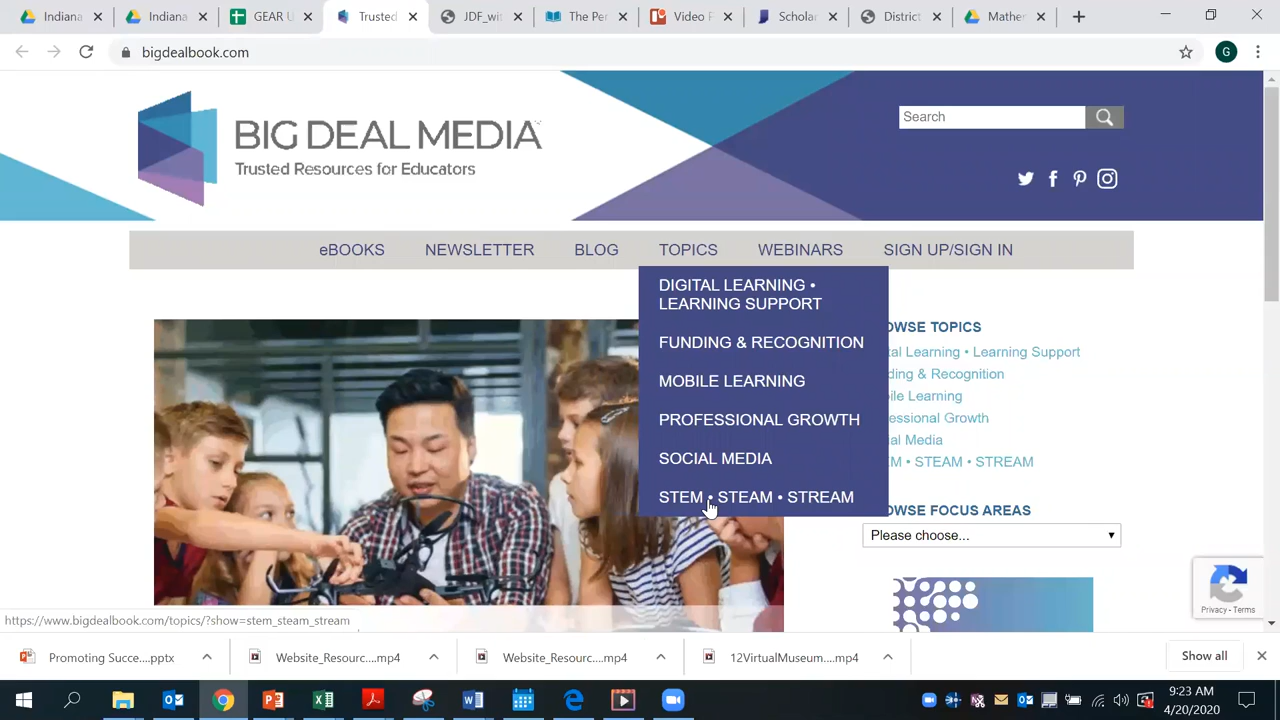 Indiana
Indiana
GEAR U
Trusted
JDF_wit
The Per
Video F
Scholar
District
Mather
bigdealbook.com
G
BIG DEAL MEDIA
Trusted Resources for Educators
Search
eBOOKS NEWSLETTER BLOG TOPICS WEBINARS SIGN UP/SIGN IN
DIGITAL LEARNING •
LEARNING SUPPORT
FUNDING & RECOGNITION
MOBILE LEARNING
PROFESSIONAL GROWTH
SOCIAL MEDIA
STEM • STEAM • STREAM
OWSE TOPICS
tal Learning • Learning Support
ding & Recognition
ile Learning
essional Growth
al Media
M • STEAM • STREAM
OWSE FOCUS AREAS
Please choose...
Privacy - Terms
https://www.bigdealbook.com/topics/?show=stem_steam_stream
Promoting Succe....pptx
Website_Resourc....mp4
Website_Resourc....mp4
12VirtualMuseum....mp4
Show all
9:23 AM
4/20/2020